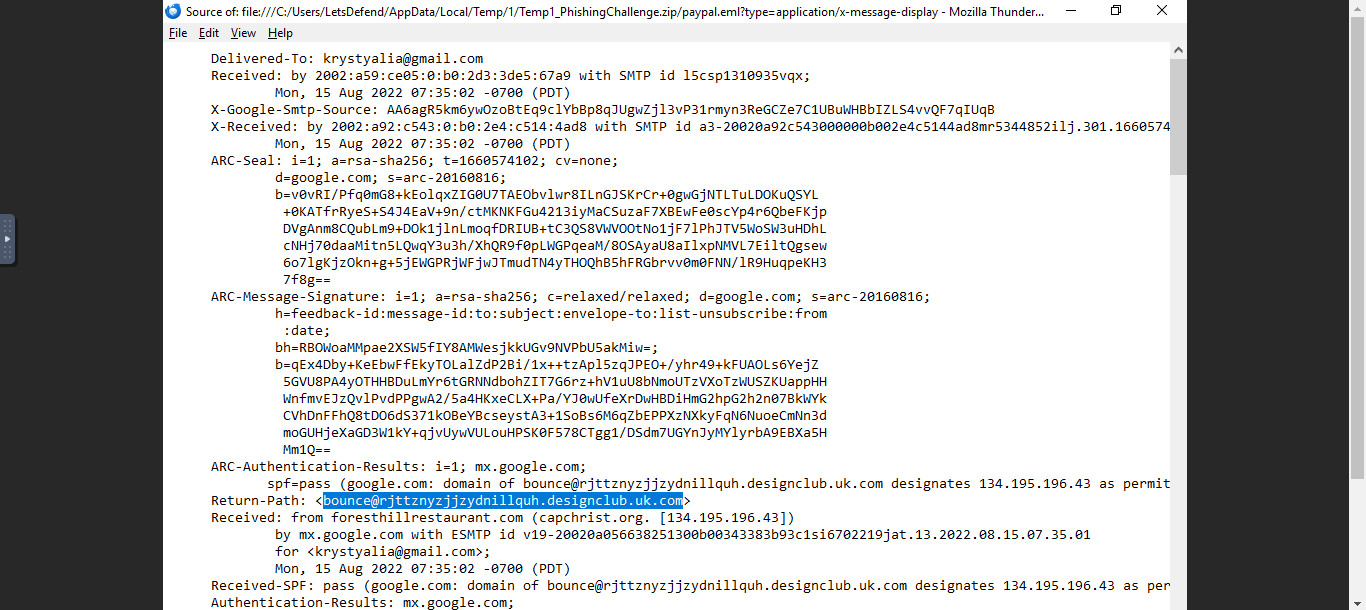 Source of: file:///C:/Users/LetsDefend/AppData/Local/Temp/1/Temp1_PhishingChallenge.zip/paypal.eml?type=application/x-message-display - Mozilla Thunder...
File Edit View Help
Delivered-To: krystyalia@gmail.com
Received: by 2002:a59:ce05:0:b0:2d3:3de5:67a9 with SMTP id l5csp1310935vqx;
Mon, 15 Aug 2022 07:35:02 -0700 (PDT)
X-Google-Smtp-Source: AA6agR5km6ywOzoBtEq9clYbBp8qJUgwZjl3vP31rmyn3ReGCZe7C1UBuWHBbIZLS4vvQF7qIUqB
X-Received: by 2002:a92:c543:0:b0:2e4:c514:4ad8 with SMTP id a3-20020a92c543000000b002e4c5144ad8mr5344852ilj.301.1660574
Mon, 15 Aug 2022 07:35:02 -0700 (PDT)
ARC-Seal: i=1; a=rsa-sha256; t=1660574102; cv=none;
d=google.com; s=arc-20160816;
b=v0vRI/Pfq0mG8+kEolqxZIG0U7TAEObvlwr8ILnGJSKrCr+0gwGjNTLTuLDOKuQSYL
+0KATfrRyeS+S4J4EaV+9n/ctMKNKFGu4213iyMaCSuzaF7XBEwFe0scYp4r6QbeFKjp
DVgAnm8CQubLm9+DOk1jlnLmoqfDRIUB+tC3QS8VWVOOtNo1jF7lPhJTV5WoSW3uHDhL
cNHj70daaMitn5LQwqY3u3h/XhQR9f0pLWGPqeaM/8OSAyaU8aIlxpNMVL7EiltQgsew
6o7lgKjzOkn+g+5jEWGPRjWFjwJTmudTN4yTHOQhB5hFRGbrvv0m0FNN/lR9HuqpeKH3
7f8g==
ARC-Message-Signature: i=1; a=rsa-sha256; c=relaxed/relaxed; d=google.com; s=arc-20160816;
h=feedback-id:message-id:to:subject:envelope-to:list-unsubscribe:from
:date;
bh=RBOWoaMMpae2XSW5fIY8AMWesjkkUGv9NVPbU5akMiw=;
b=qEx4Dby+KeEbwFfEkyTOLalZdP2Bi/1x++tzApl5zqJPEO+/yhr49+kFUAOLs6YejZ
5GVU8PA4yOTHHBDuLmYr6tGRNNdbohZIT7G6rz+hV1uU8bNmoUTzVXoTzWUSZKUappHH
WnfmvEJzQvlPvdPPgwA2/5a4HKxeCLX+Pa/YJ0wUfeXrDwHBDiHmG2hpG2h2n07BkWYk
CVhDnFFhQ8tDO6dS371kOBeYBcseystA3+1SoBs6M6qZbEPPXzNXkyFqN6NuoeCmNn3d
moGUHjeXaGD3W1kY+qjvUywVULouHPSK0F578CTgg1/DSdm7UGYnJyMYlyrbA9EBXa5H
Mm1Q==
ARC-Authentication-Results: i=1; mx.google.com;
spf=pass (google.com: domain of bounce@rjttznyzjjzydnillquh.designclub.uk.com designates 134.195.196.43 as permit
Return-Path: <bounce@rjttznyzjjzydnillquh.designclub.uk.com>
Received: from foresthillrestaurant.com (capchrist.org. [134.195.196.43])
by mx.google.com with ESMTP id v19-20020a056638251300b00343383b93c1si6702219jat.13.2022.08.15.07.35.01
for <krystyalia@gmail.com>;
Mon, 15 Aug 2022 07:35:02 -0700 (PDT)
Received-SPF: pass (google.com: domain of bounce@rjttznyzjjzydnillquh.designclub.uk.com designates 134.195.196.43 as per
Authentication-Results: mx.google.com;